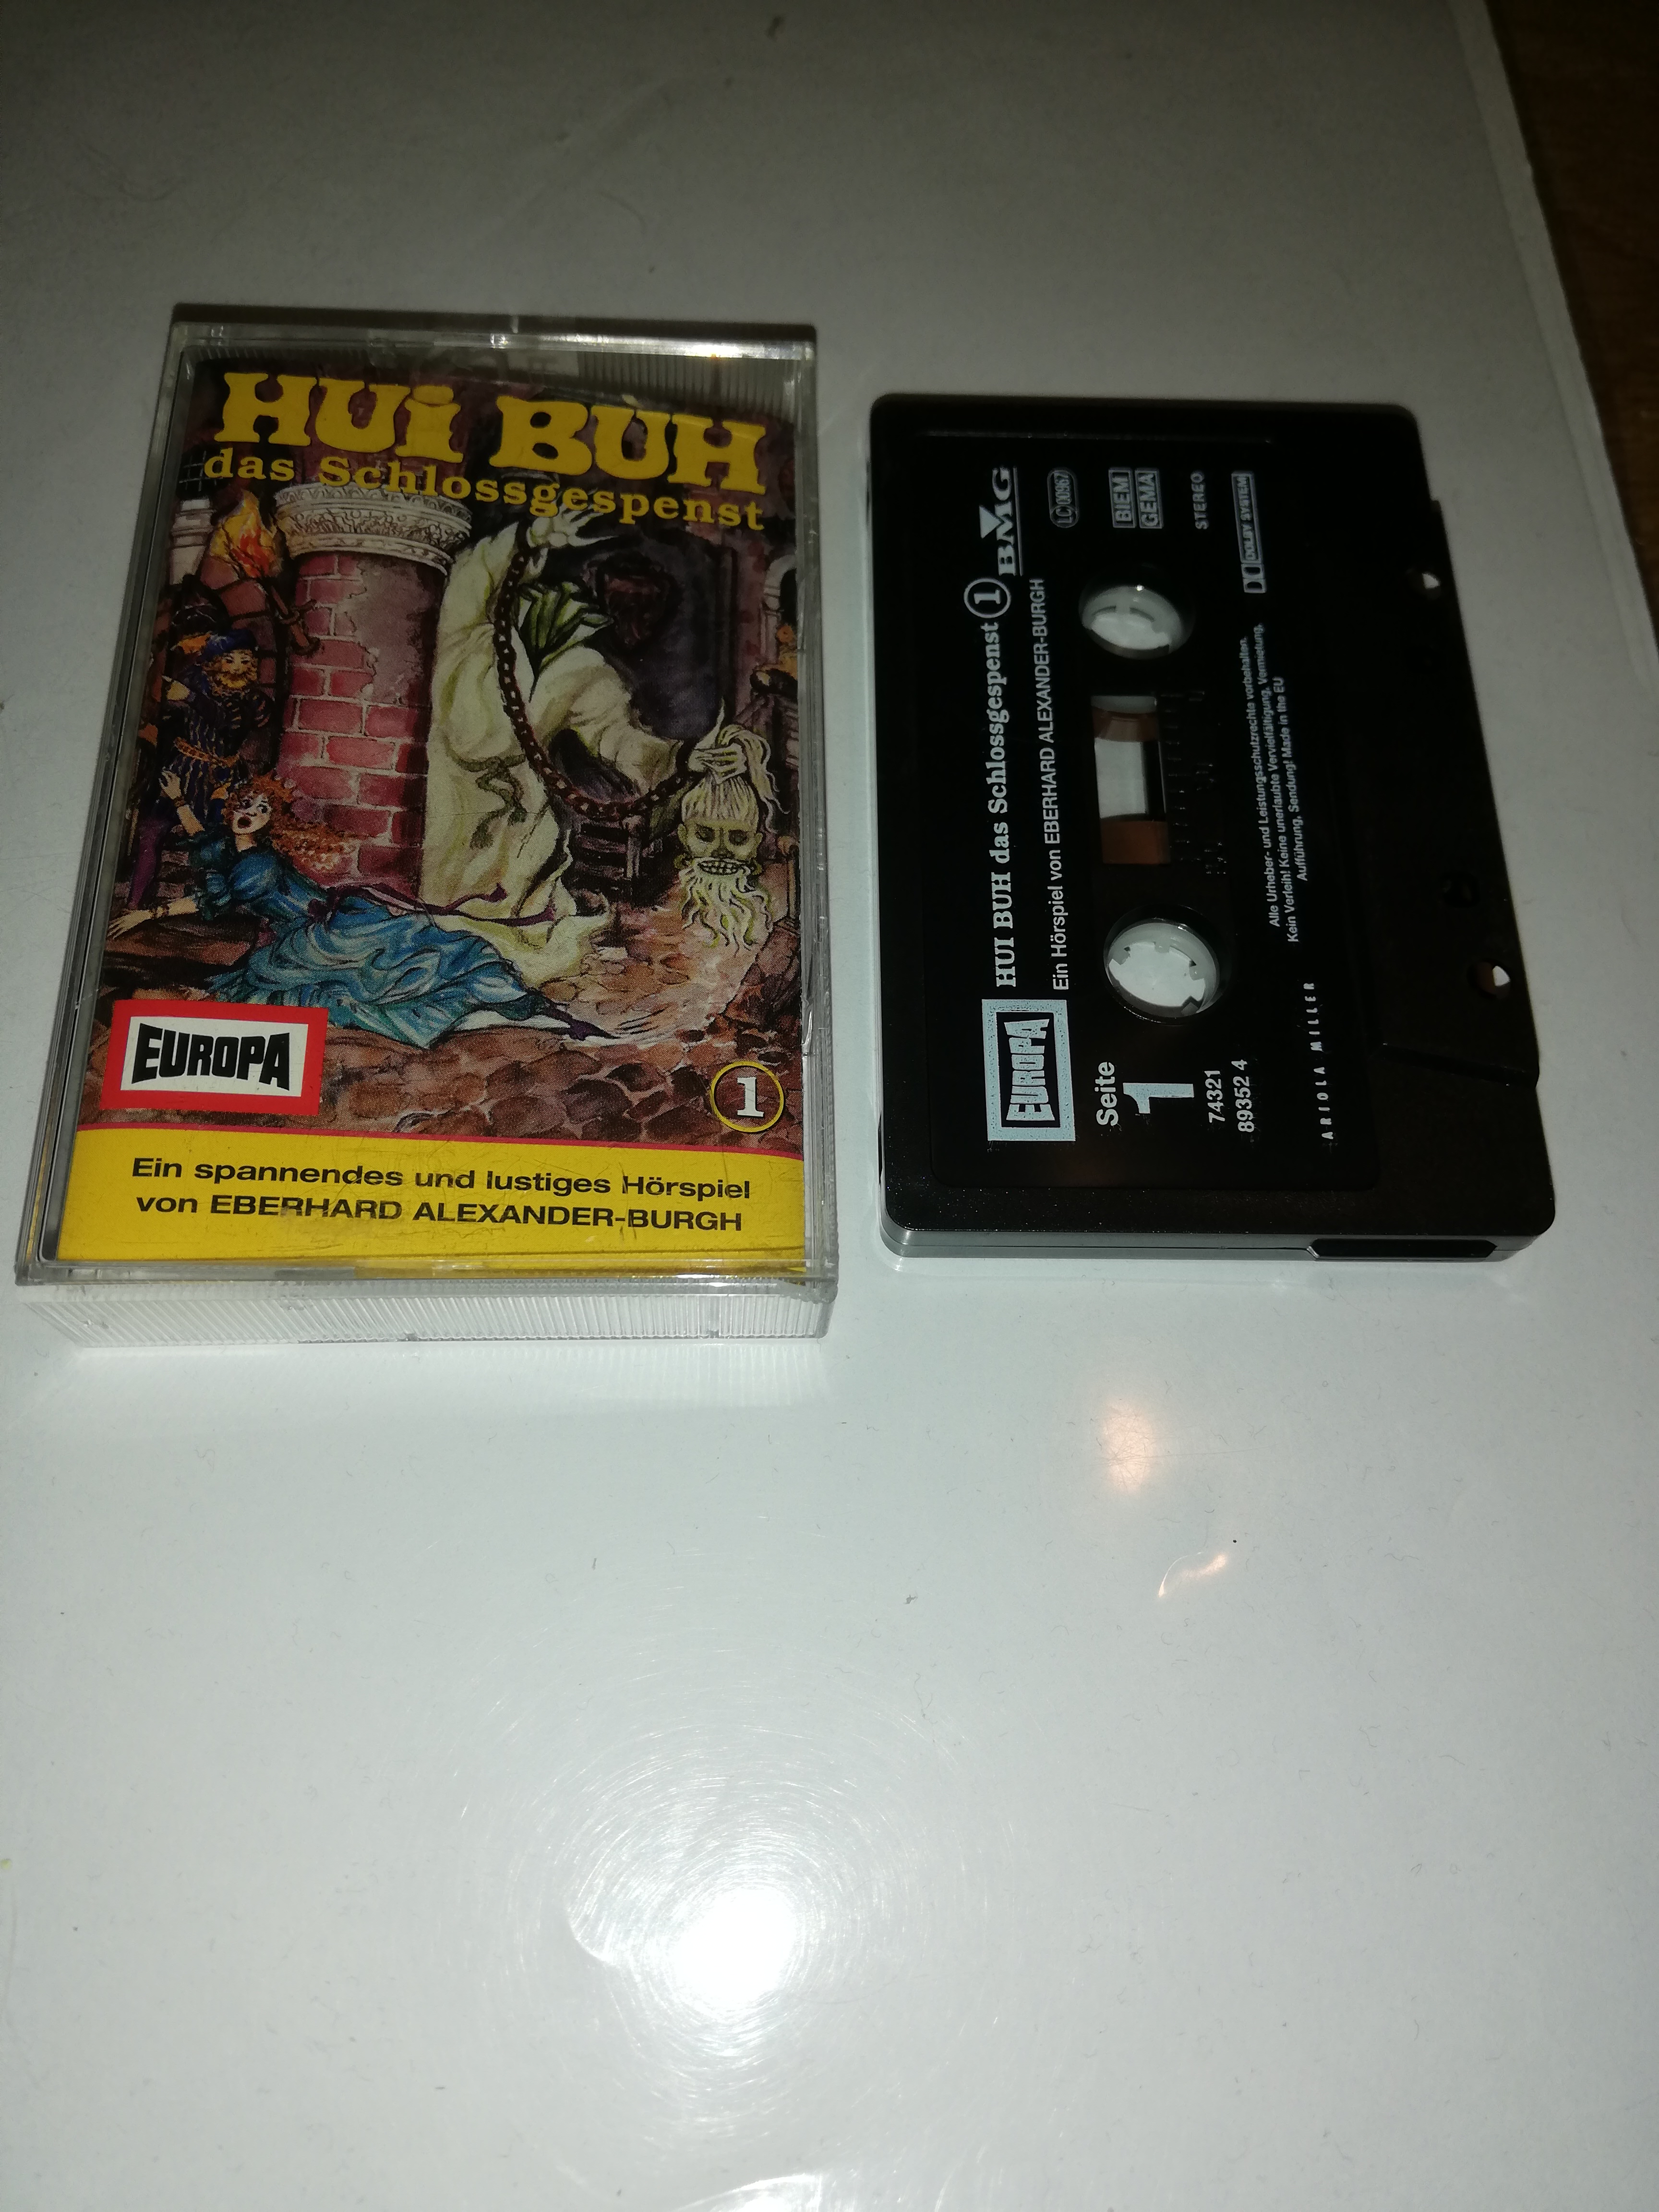 HUi BUH
das Schlossgespenst
EUROPA
1
Ein spannendes und lustiges Hörspiel
von EBERHARD ALEXANDER-BURGH
EUROPA
HUI BUH das Schlossgespenst 1
BMG
Ein Hörspiel von EBERHARD ALEXANDER-BURGH
LC 00967
Seite
1
BIEM
GEMA
74321
89352 4
STEREO
DOLBY SYSTEM
Alle Urheber- und Leistungsschutzrechte vorbehalten.
Kein Verleih! Keine unerlaubte Vervielfältigung, Vermietung,
Aufführung, Sendung! Made in the EU
ARIOLA MILLER